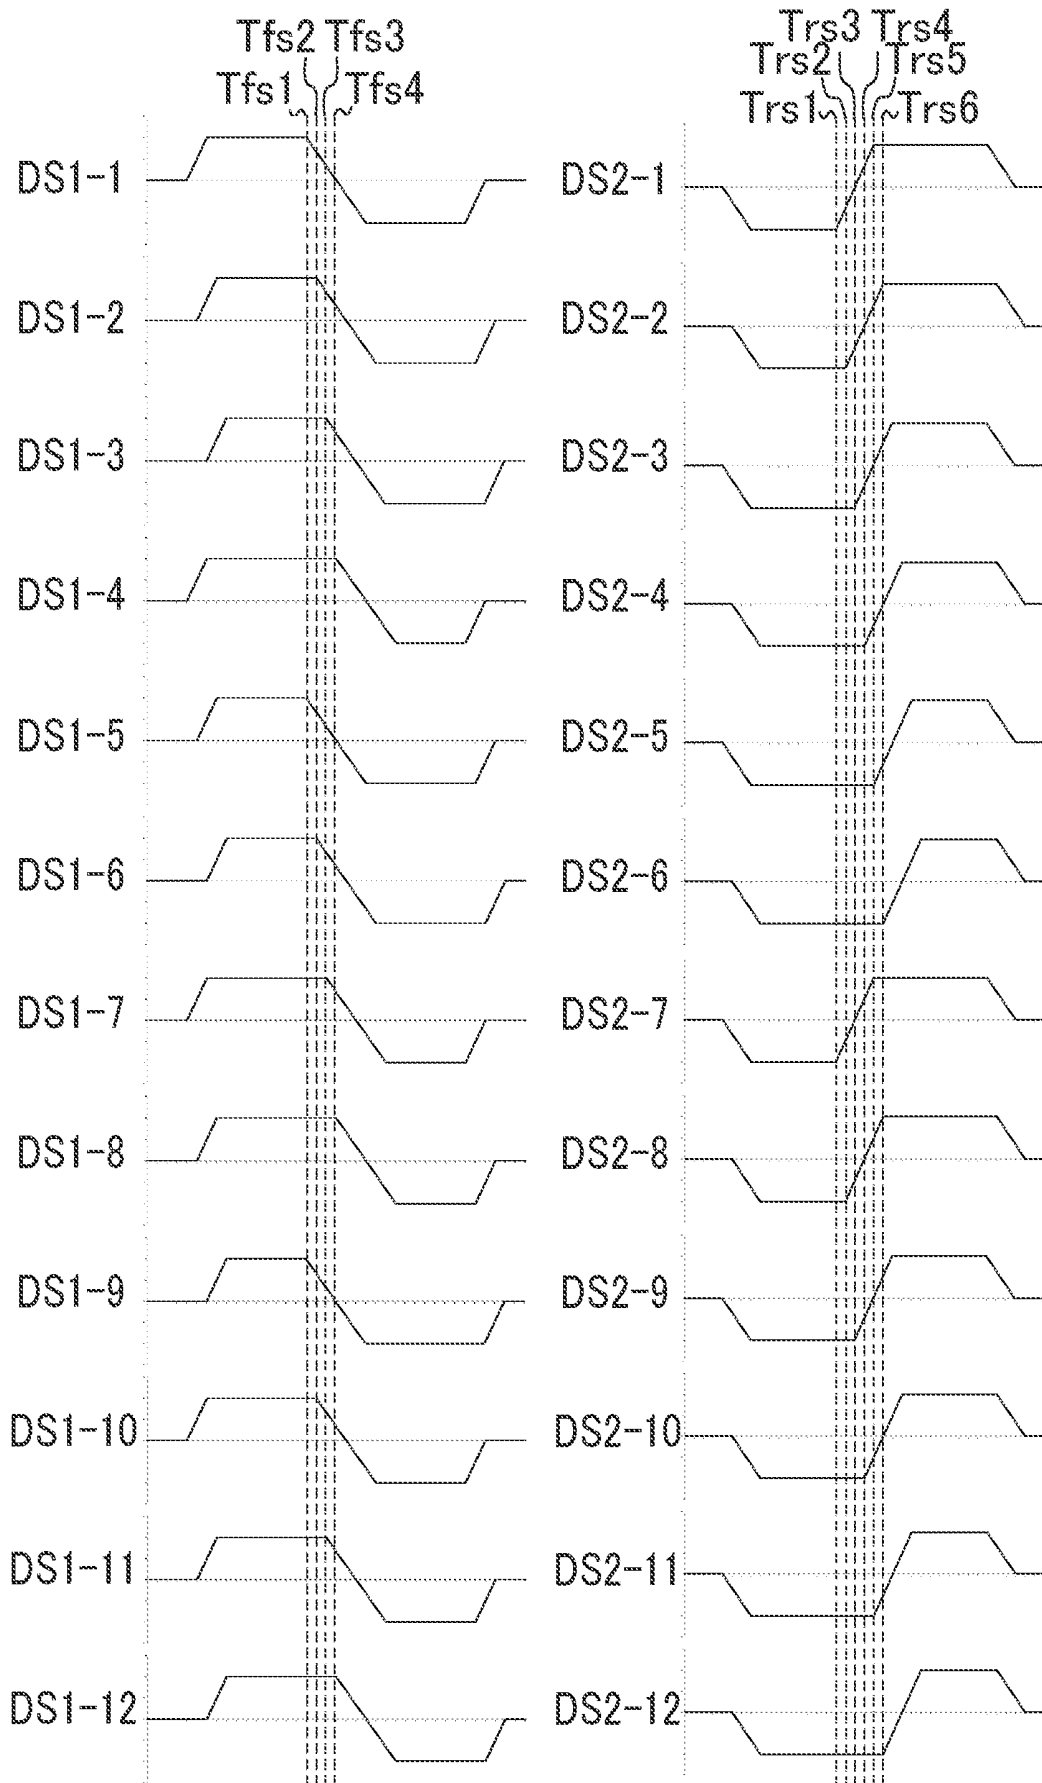 Tfs2 Tfs3
Tfs1 Tfs4
Trs3 Trs4
Trs2 Trs5
Trs1 Trs6
DS1-1 DS2-1
DS1-2 DS2-2
DS1-3 DS2-3
DS1-4 DS2-4
DS1-5 DS2-5
DS1-6 DS2-6
DS1-7 DS2-7
DS1-8 DS2-8
DS1-9 DS2-9
DS1-10 DS2-10
DS1-11 DS2-11
DS1-12 DS2-12